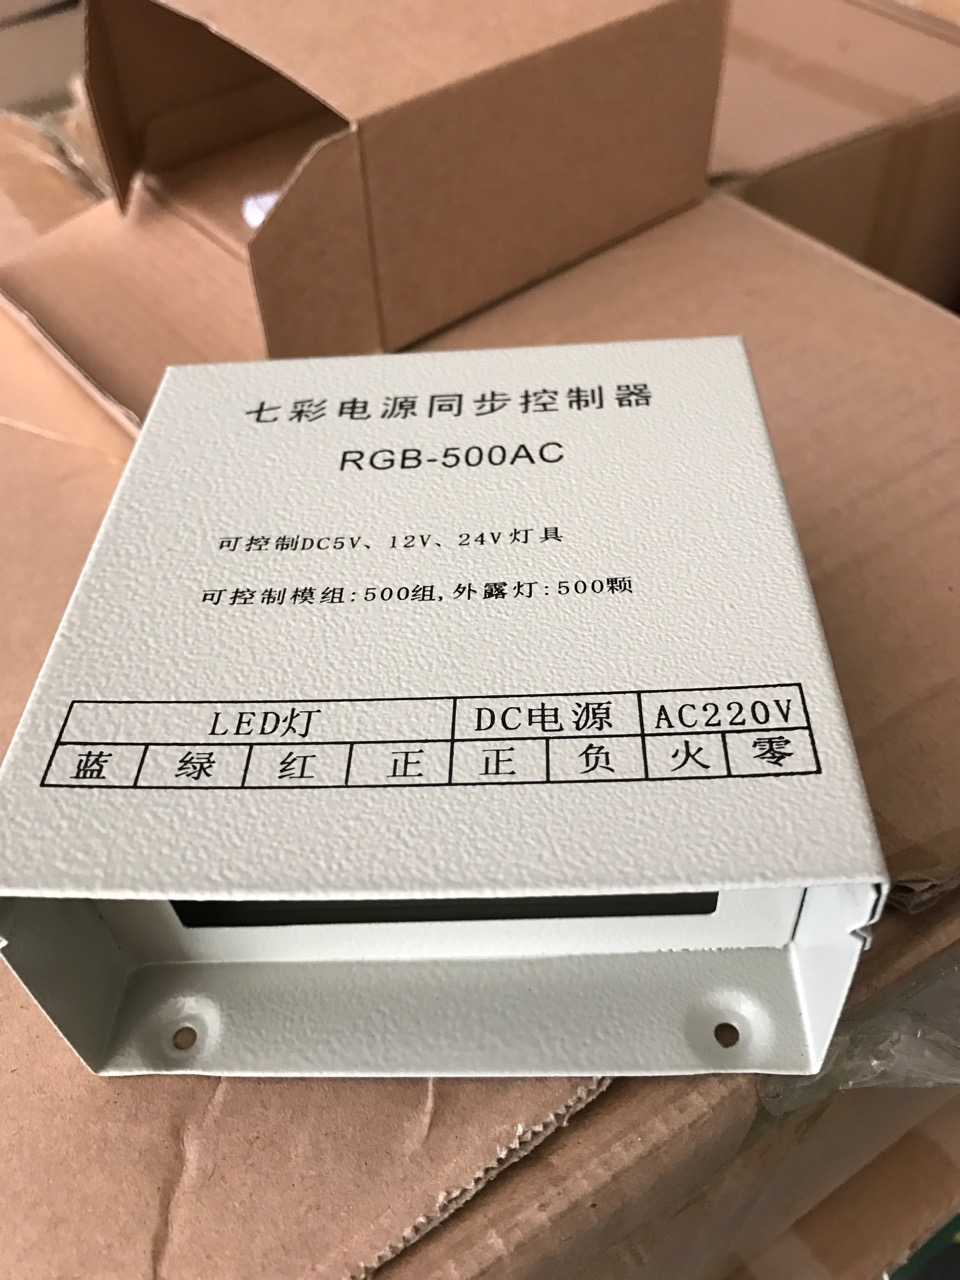 七彩电源同步控制器
RGB-500AC
可控制DC5V、12V、24V灯具
可控制模组:500组,外露灯:500颗
LED灯 DC电源 AC220V
蓝 绿 红 正 正 负 火 零